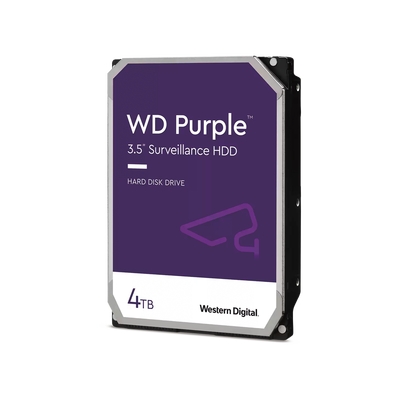 WD Purple™
3.5" Surveillance HDD
HARD DISK DRIVE
4TB
Western Digital.